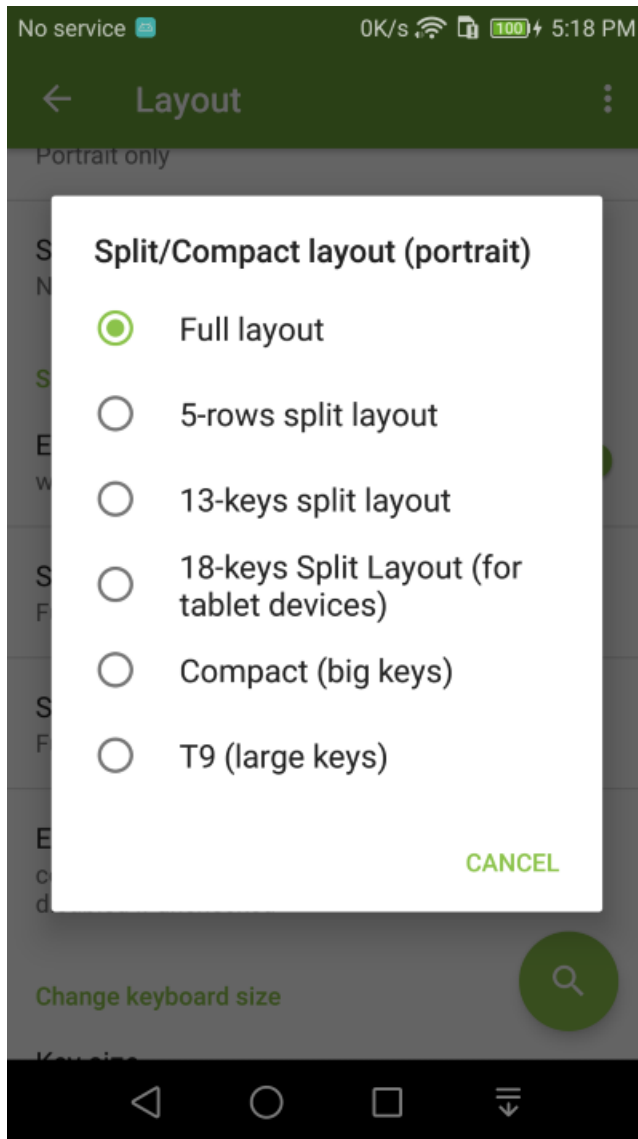 No service 0K/s 100 5:18 PM
Layout
Portrait only
Split/Compact layout (portrait)
Full layout
5-rows split layout
13-keys split layout
18-keys Split Layout (for
tablet devices)
Compact (big keys)
T9 (large keys)
CANCEL
Change keyboard size
Key size